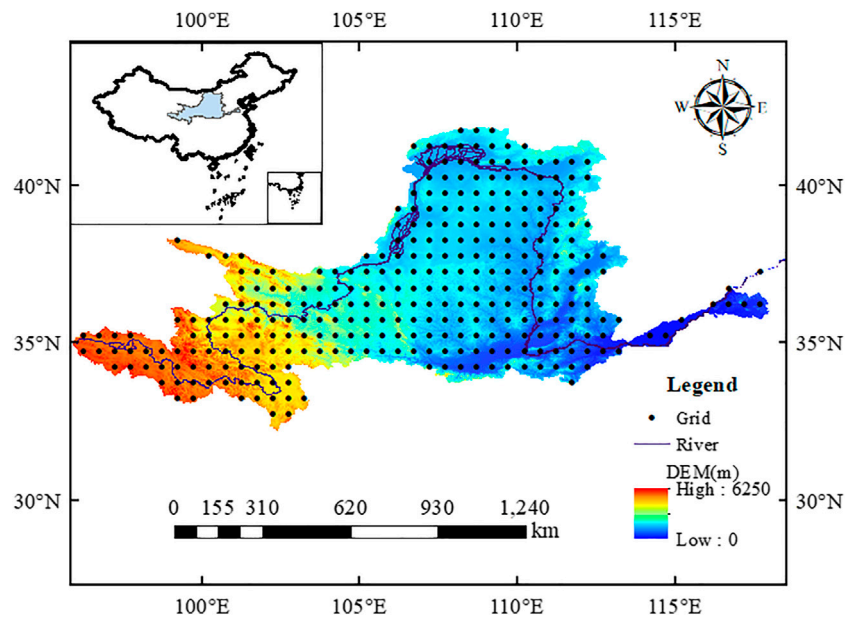 100°E 105°E 110°E 115°E
N
W E
S
40°N 40°N
35°N 35°N
Legend
Grid
River
DEM(m)
High : 6250
Low : 0
30°N 30°N
0 155 310 620 930 1,240
km
100°E 105°E 110°E 115°E